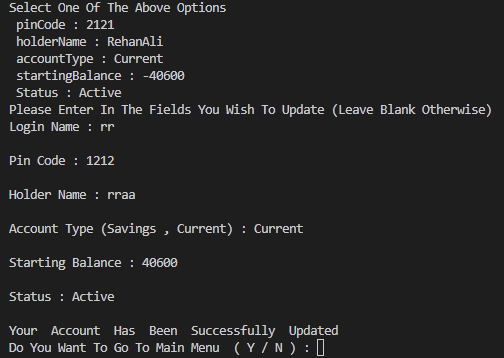 Select One Of The Above Options
pinCode : 2121
holderName : RehanAli
accountType : Current
startingBalance : -40600
Status : Active
Please Enter In The Fields You Wish To Update (Leave Blank Otherwise)
Login Name : rr
Pin Code : 1212
Holder Name : rraa
Account Type (Savings , Current) : Current
Starting Balance : 40600
Status : Active
Your  Account  Has  Been  Successfully  Updated
Do You Want To Go To Main Menu  ( Y / N ) :